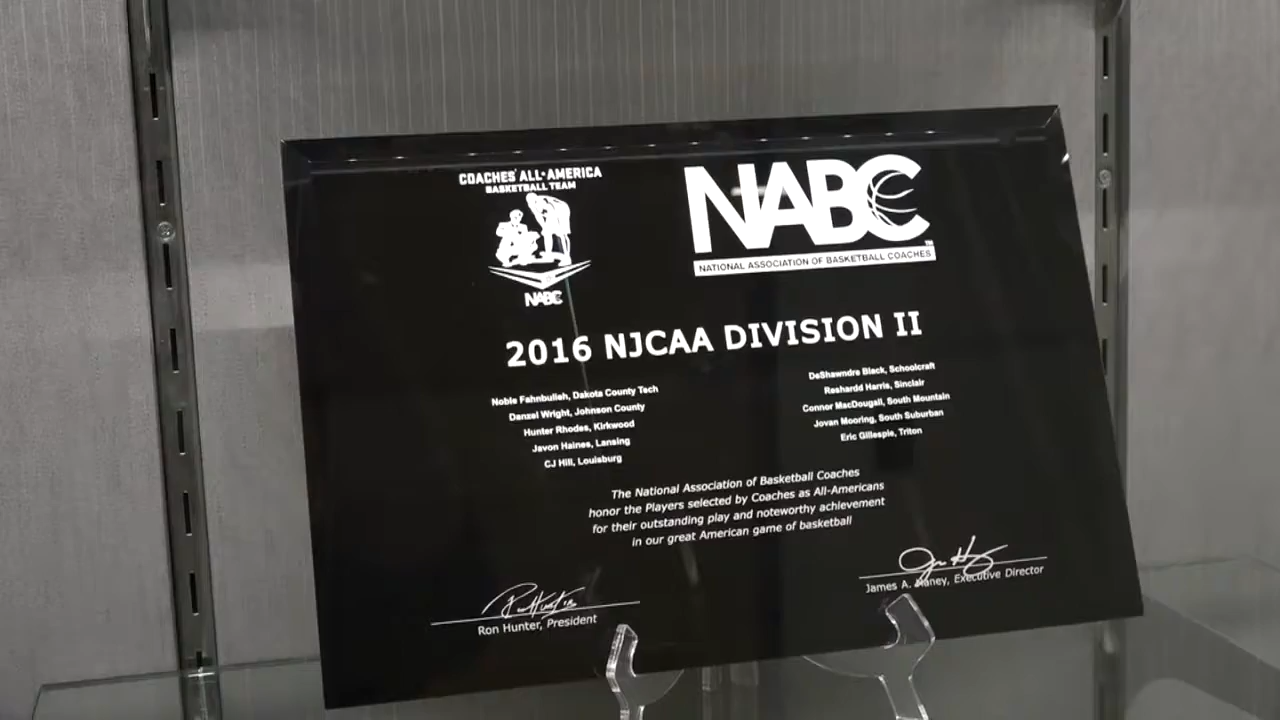 COACHES' ALL★AMERICA
BASKETBALL TEAM
NABC
NABC™
NATIONAL ASSOCIATION OF BASKETBALL COACHES
2016 NJCAA DIVISION II
Noble Fahnbulleh, Dakota County Tech
Danzel Wright, Johnson County
Hunter Rhodes, Kirkwood
Javon Haines, Lansing
CJ Hill, Louisburg
DeShawndre Black, Schoolcraft
Reshardd Harris, Sinclair
Connor MacDougall, South Mountain
Jovan Mooring, South Suburban
Eric Gillespie, Triton
The National Association of Basketball Coaches
honor the Players selected by Coaches as All-Americans
for their outstanding play and noteworthy achievement
in our great American game of basketball
Ron Hunter
Ron Hunter, President
James A. Haney, Executive Director